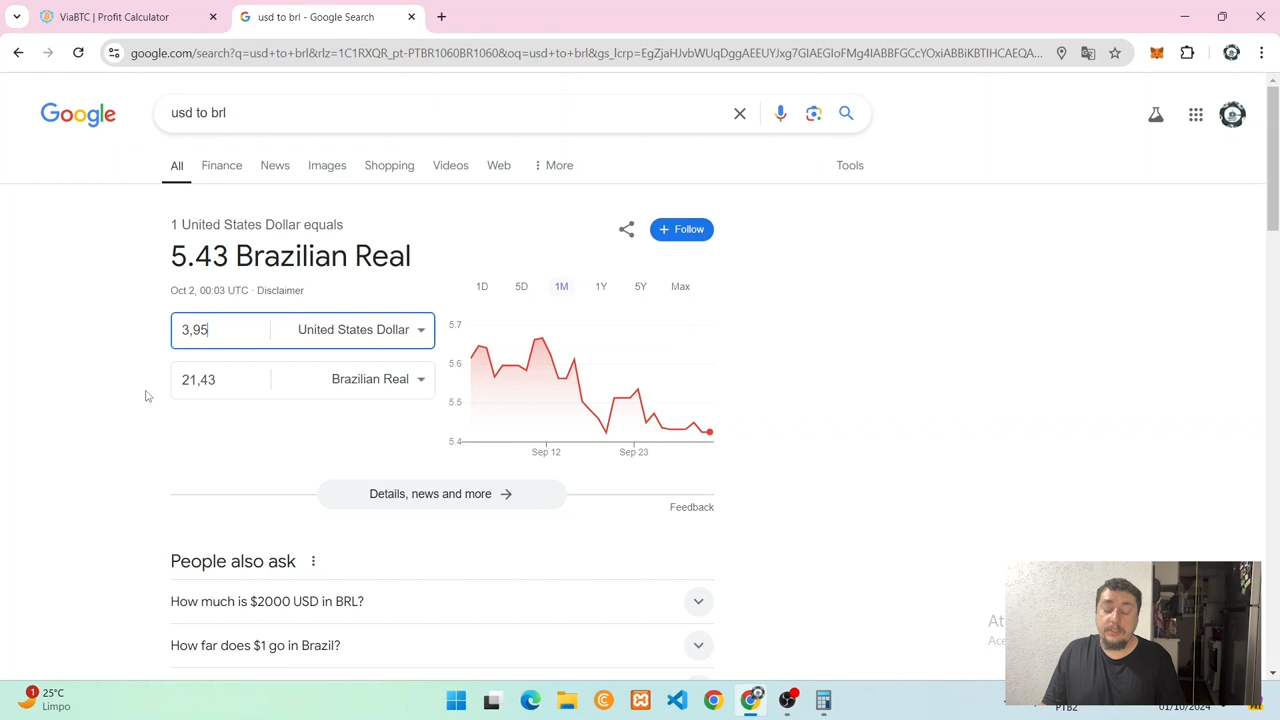 ViaBTC | Profit Calculator
usd to brl - Google Search
google.com/search?q=usd+to+brl&rlz=1C1RXQR_pt-PTBR1060BR1060&oq=usd+to+brl&gs_lcrp=EgZjaHJvbWUqDggAEEUYJxg7GIAEGIoFMg4IABBFGCcYOxiABBiKBTIHCAEQA...
Google
usd to brl
All
Finance
News
Images
Shopping
Videos
Web
More
Tools
1 United States Dollar equals
5.43 Brazilian Real
Oct 2, 00:03 UTC · Disclaimer
Follow
3,95
United States Dollar
21,43
Brazilian Real
1D
5D
1M
1Y
5Y
Max
5.7
5.6
5.5
5.4
Sep 12
Sep 23
Details, news and more
Feedback
People also ask
How much is $2000 USD in BRL?
How far does $1 go in Brazil?
1
25°C
Limpo
PTB2
01/10/2024